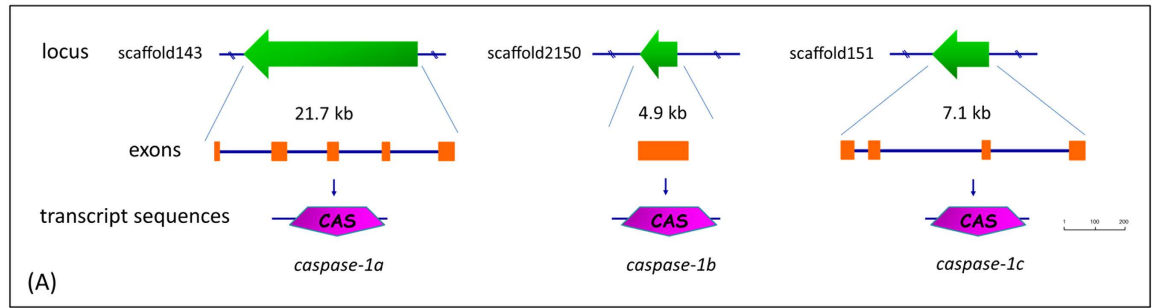 locus scaffold143 scaffold2150 scaffold151
21.7 kb 4.9 kb 7.1 kb
exons
transcript sequences CAS CAS CAS
1 100 200
caspase-1a caspase-1b caspase-1c
(A)